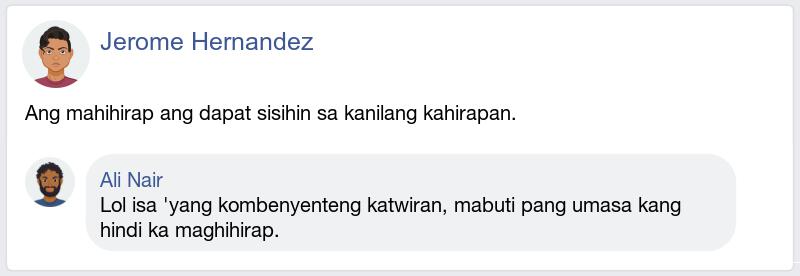 Jerome Hernandez
Ang mahihirap ang dapat sisihin sa kanilang kahirapan.
Ali Nair
Lol isa 'yang kombenyenteng katwiran, mabuti pang umasa kang
hindi ka maghihirap.